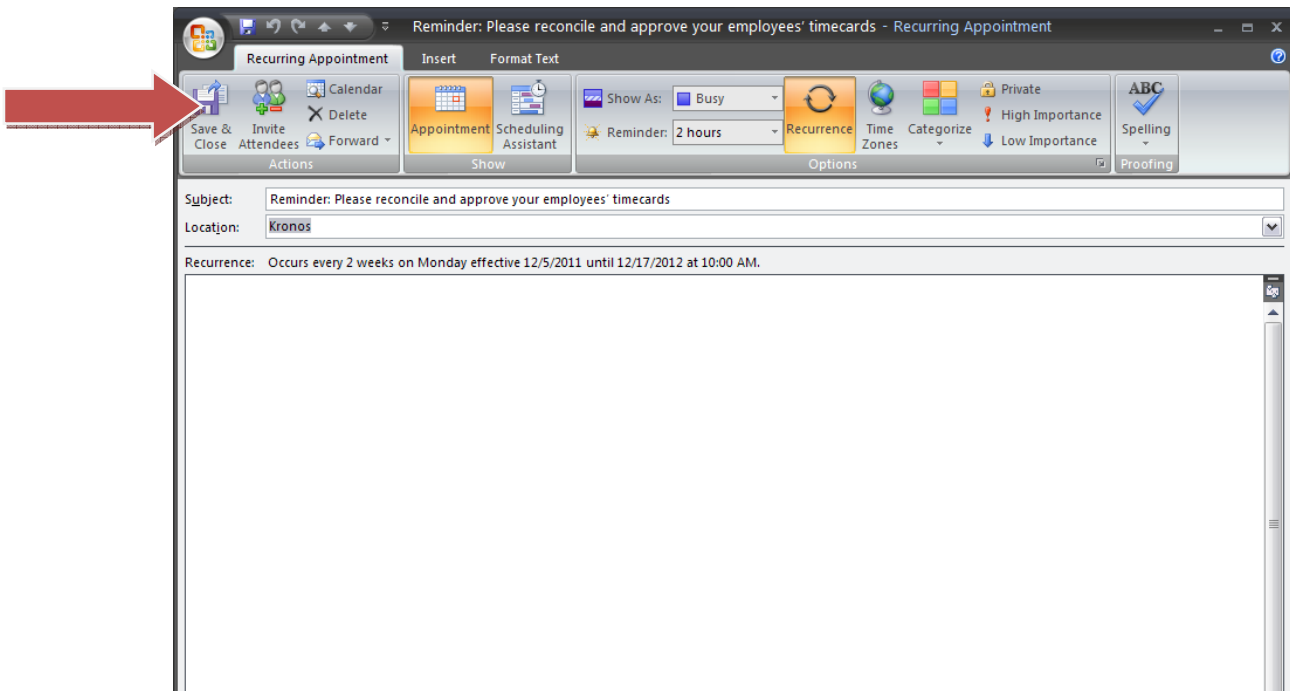 Reminder: Please reconcile and approve your employees' timecards - Recurring Appointment
Recurring Appointment Insert Format Text
Save & Close
Invite Attendees
Calendar
Delete
Forward
Actions
Appointment
Scheduling Assistant
Show
Show As: Busy
Reminder: 2 hours
Recurrence
Time Zones
Categorize
Private
High Importance
Low Importance
Options
ABC
Spelling
Proofing
Subject: Reminder: Please reconcile and approve your employees' timecards
Location: Kronos
Recurrence: Occurs every 2 weeks on Monday effective 12/5/2011 until 12/17/2012 at 10:00 AM.